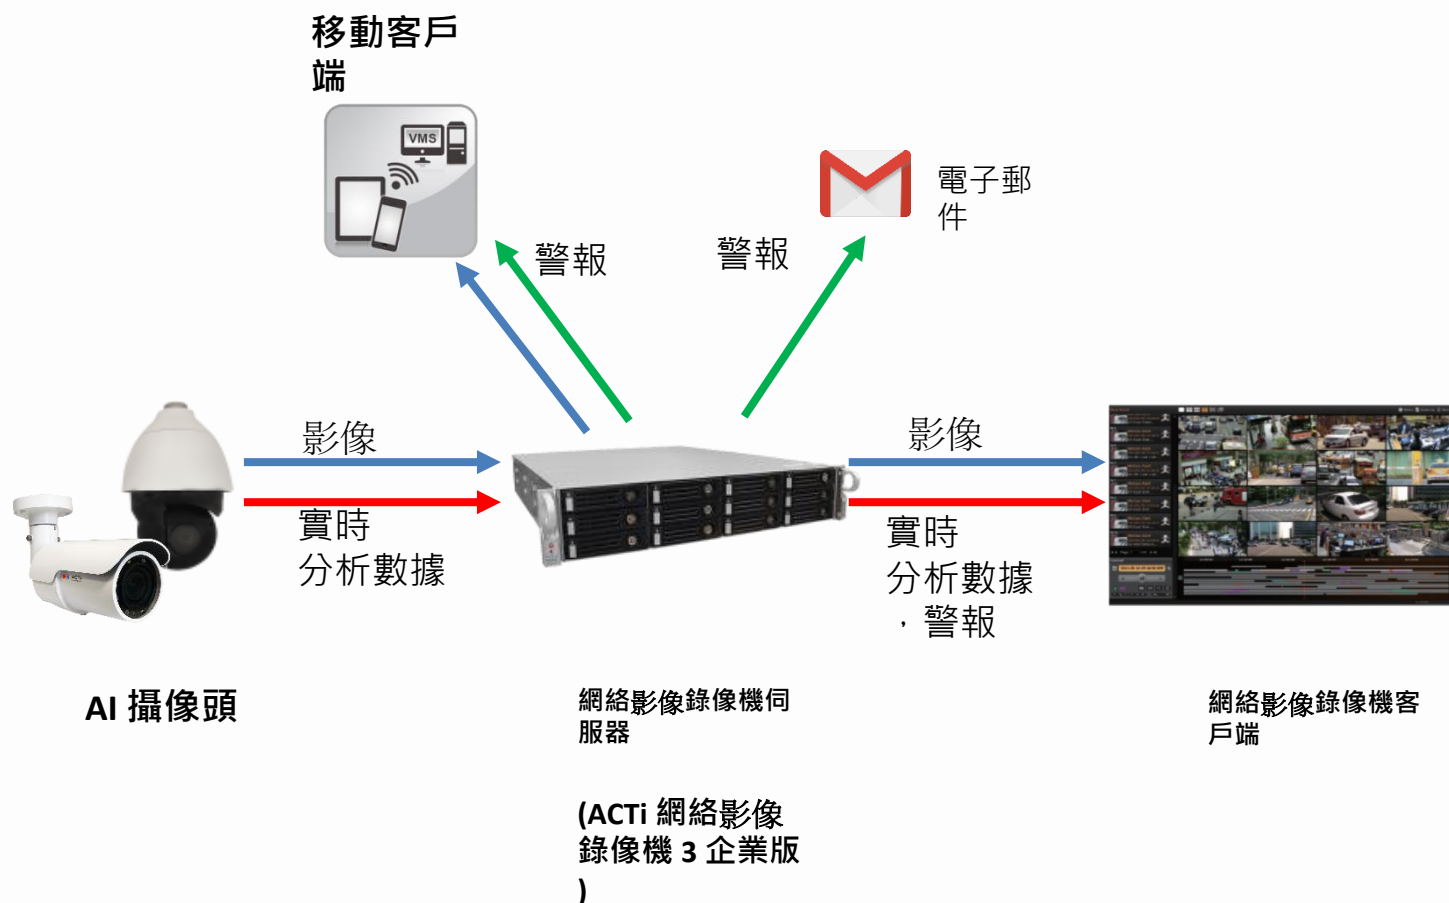 移動客戶
端
VMS
電子郵
件
警報
警報
影像
影像
實時
分析數據
實時
分析數據
，警報
AI 攝像頭
網絡影像錄像機伺
服器
網絡影像錄像機客
戶端
(ACTi 網絡影像
錄像機 3 企業版
)